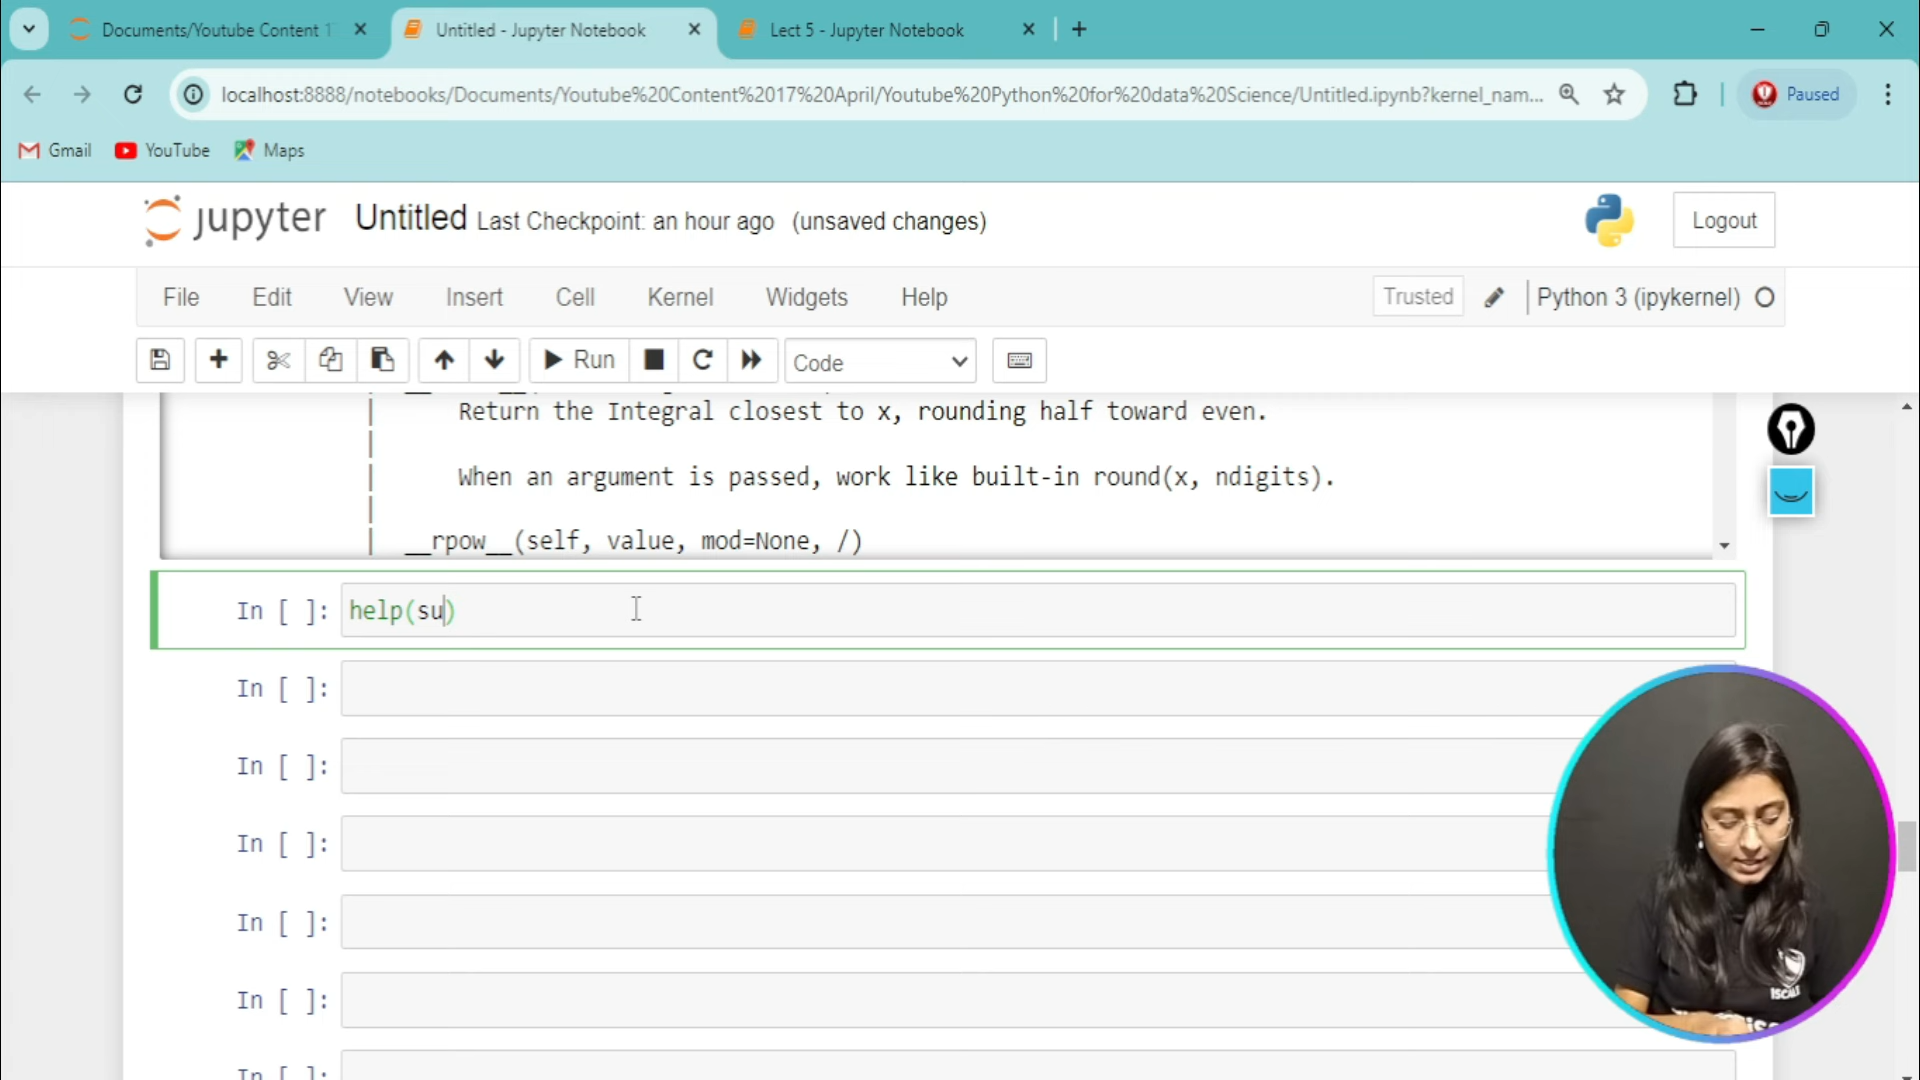 Documents/Youtube Content 1
Untitled - Jupyter Notebook
Lect 5 - Jupyter Notebook
localhost:8888/notebooks/Documents/Youtube%20Content%2017%20April/Youtube%20Python%20for%20data%20Science/Untitled.ipynb?kernel_nam...
Paused
Gmail
YouTube
Maps
jupyter
Untitled
Last Checkpoint: an hour ago (unsaved changes)
Logout
File
Edit
View
Insert
Cell
Kernel
Widgets
Help
Trusted
Python 3 (ipykernel)
Run
Code
| Return the Integral closest to x, rounding half toward even.
|
| When an argument is passed, work like built-in round(x, ndigits).
|
| __rpow__(self, value, mod=None, /)
In [ ]: help(su)
In [ ]:
In [ ]:
In [ ]:
In [ ]:
In [ ]:
In [ ]: